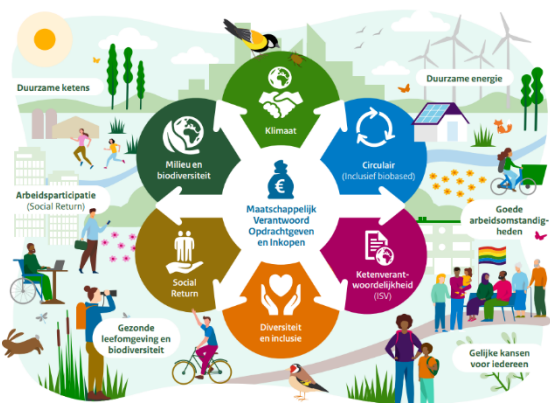 Duurzame ketens
Duurzame energie
Klimaat
Milieu en
biodiversiteit
Circulair
(Inclusief biobased)
Arbeidsparticipatie
(Social Return)
€
Maatschappelijk
Verantwoord
Opdrachtgeven
en Inkopen
Goede
arbeidsomstandig-
heden
Social
Return
Ketenverant-
woordelijkheid
(ISV)
Diversiteit
en inclusie
Gezonde
leefomgeving en
biodiversiteit
Gelijke kansen
voor iedereen